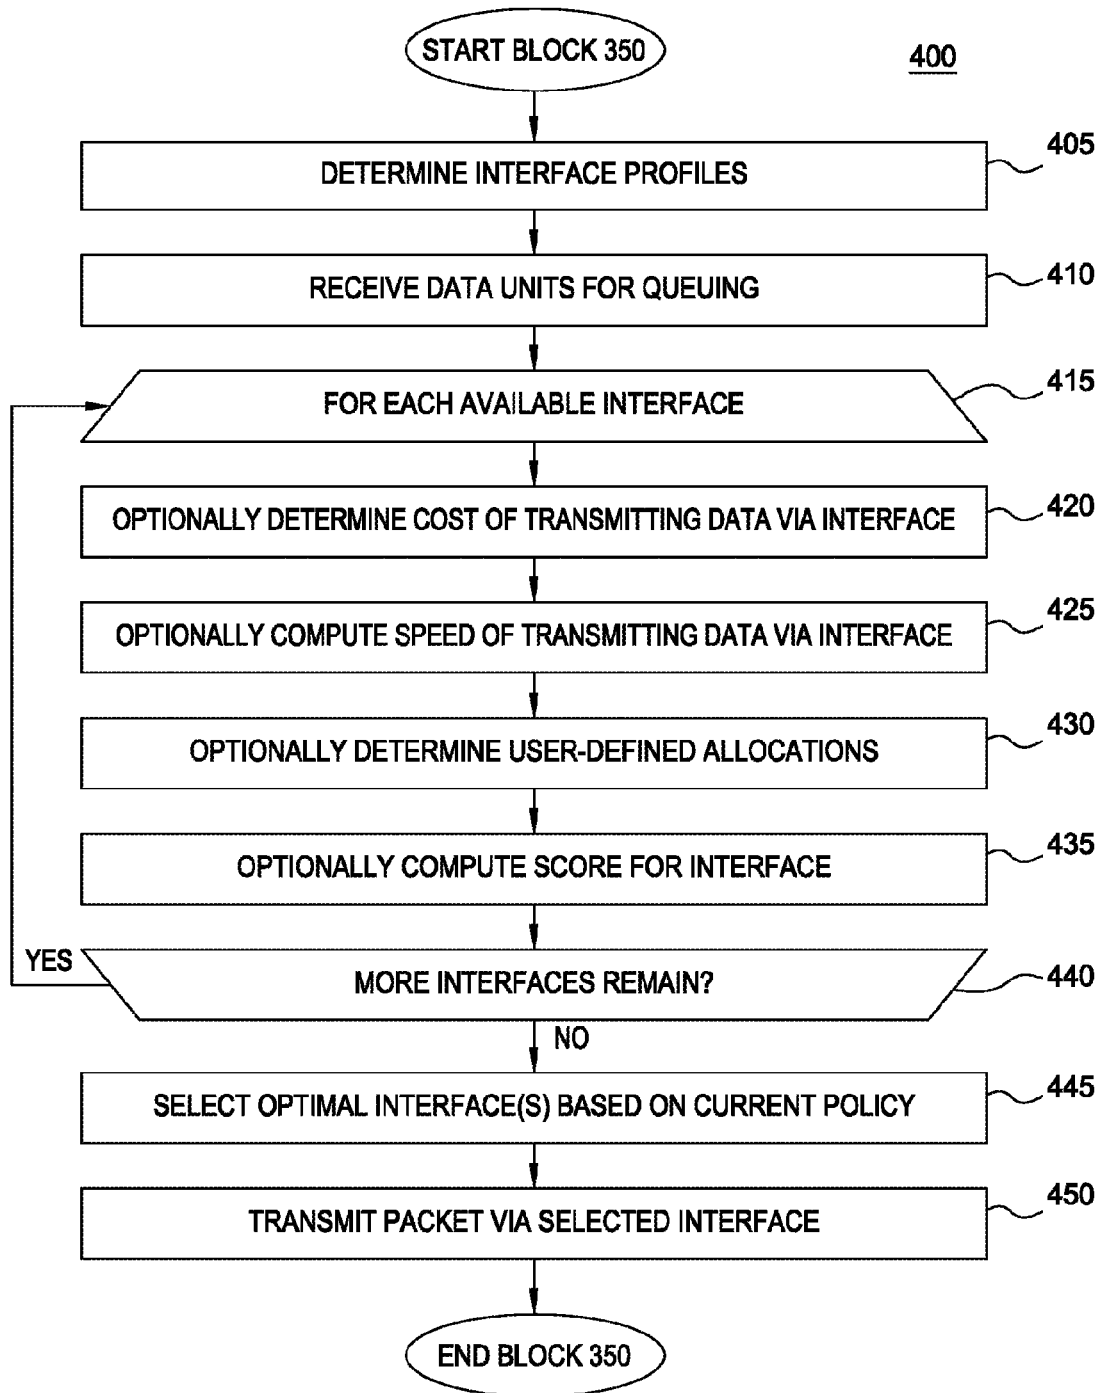 START BLOCK 350
400
DETERMINE INTERFACE PROFILES
405
RECEIVE DATA UNITS FOR QUEUING
410
FOR EACH AVAILABLE INTERFACE
415
OPTIONALLY DETERMINE COST OF TRANSMITTING DATA VIA INTERFACE
420
OPTIONALLY COMPUTE SPEED OF TRANSMITTING DATA VIA INTERFACE
425
OPTIONALLY DETERMINE USER-DEFINED ALLOCATIONS
430
OPTIONALLY COMPUTE SCORE FOR INTERFACE
435
YES
MORE INTERFACES REMAIN?
440
NO
SELECT OPTIMAL INTERFACE(S) BASED ON CURRENT POLICY
445
TRANSMIT PACKET VIA SELECTED INTERFACE
450
END BLOCK 350